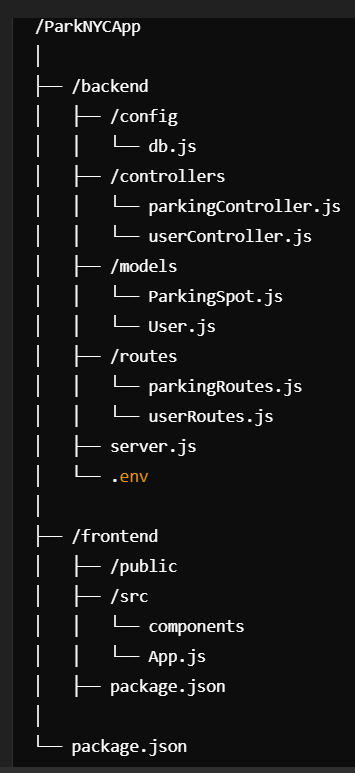 /ParkNYCApp
│
├── /backend
│   ├── /config
│   │   └── db.js
│   ├── /controllers
│   │   └── parkingController.js
│   │   └── userController.js
│   ├── /models
│   │   └── ParkingSpot.js
│   │   └── User.js
│   ├── /routes
│   │   └── parkingRoutes.js
│   │   └── userRoutes.js
│   ├── server.js
│   └── .env
│
├── /frontend
│   ├── /public
│   ├── /src
│   │   └── components
│   │   └── App.js
│   ├── package.json
│
└── package.json